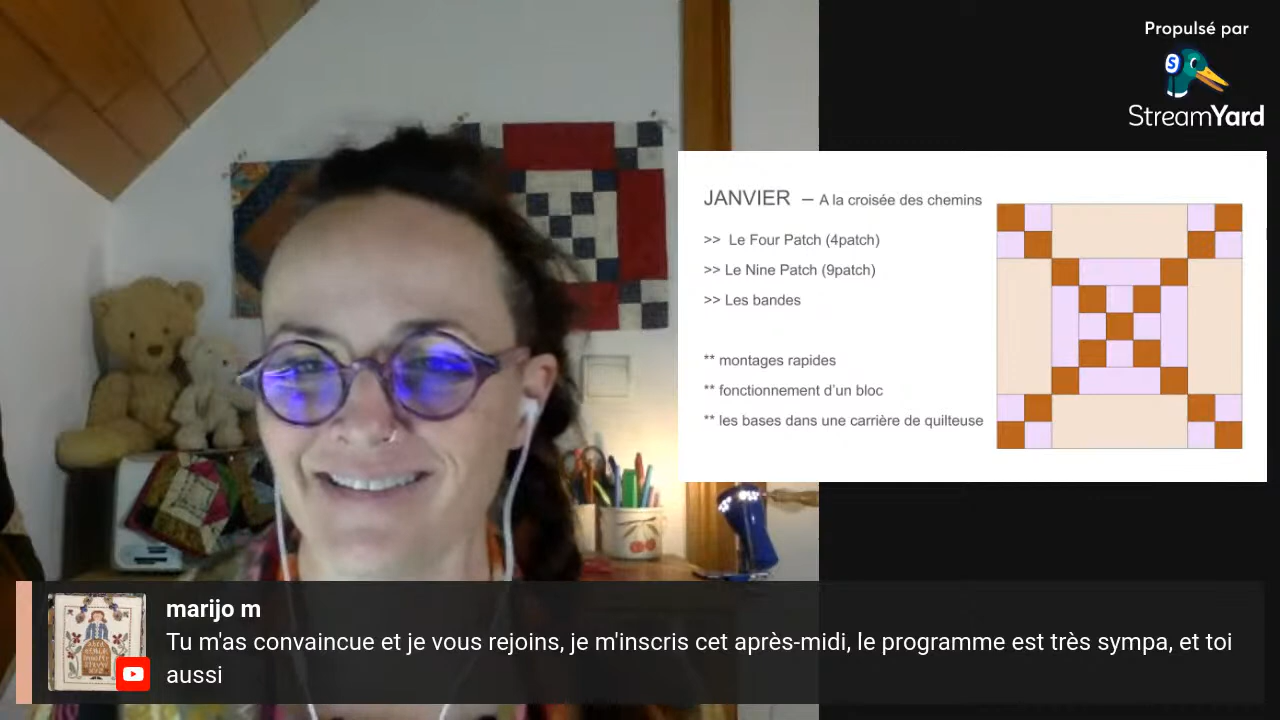 Propulsé par
StreamYard
JANVIER – A la croisée des chemins
>> Le Four Patch (4patch)
>> Le Nine Patch (9patch)
>> Les bandes
** montages rapides
** fonctionnement d'un bloc
** les bases dans une carrière de quilteuse
marijo m
Tu m'as convaincue et je vous rejoins, je m'inscris cet après-midi, le programme est très sympa, et toi
aussi